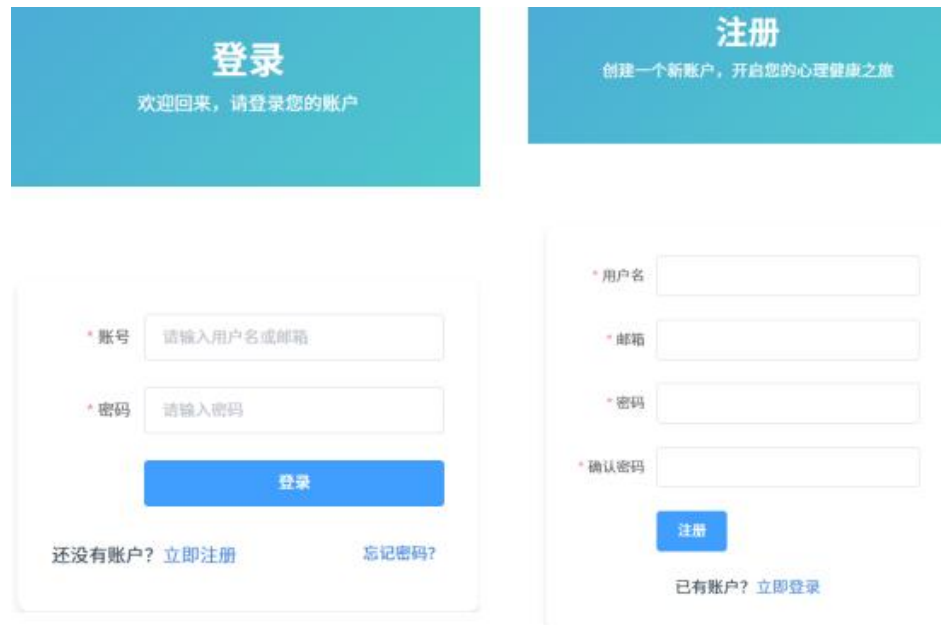 登录
欢迎回来，请登录您的账户
* 账号
请输入用户名或邮箱
* 密码
请输入密码
登录
还没有账户？立即注册
忘记密码？
注册
创建一个新账户，开启您的心理健康之旅
* 用户名
* 邮箱
* 密码
* 确认密码
注册
已有账户？立即登录